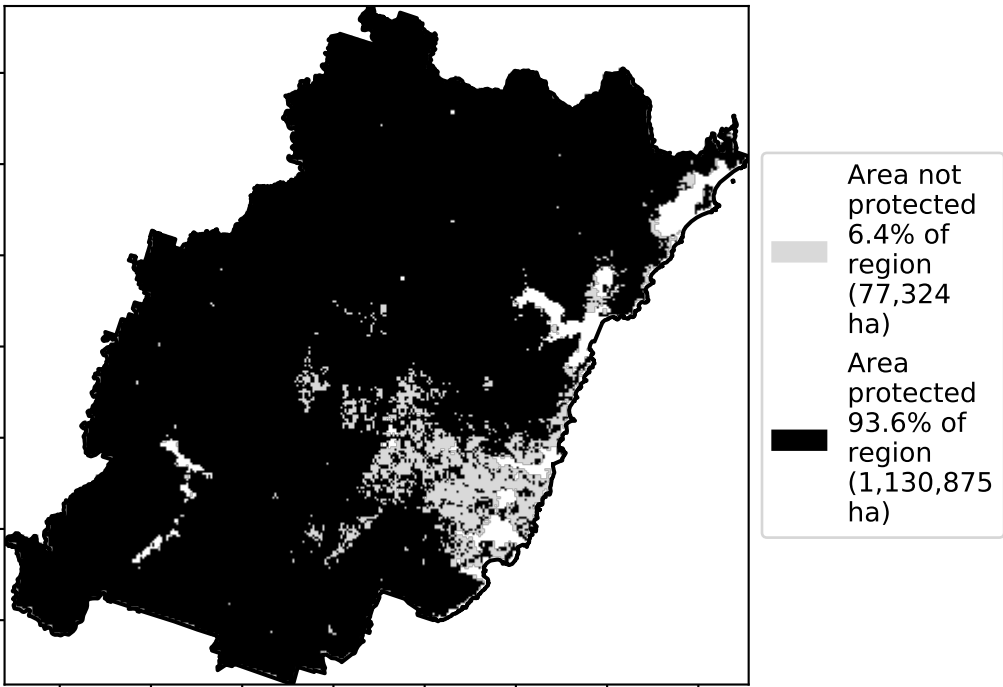 Area not
protected
6.4% of
region
(77,324
ha)
Area
protected
93.6% of
region
(1,130,875
ha)